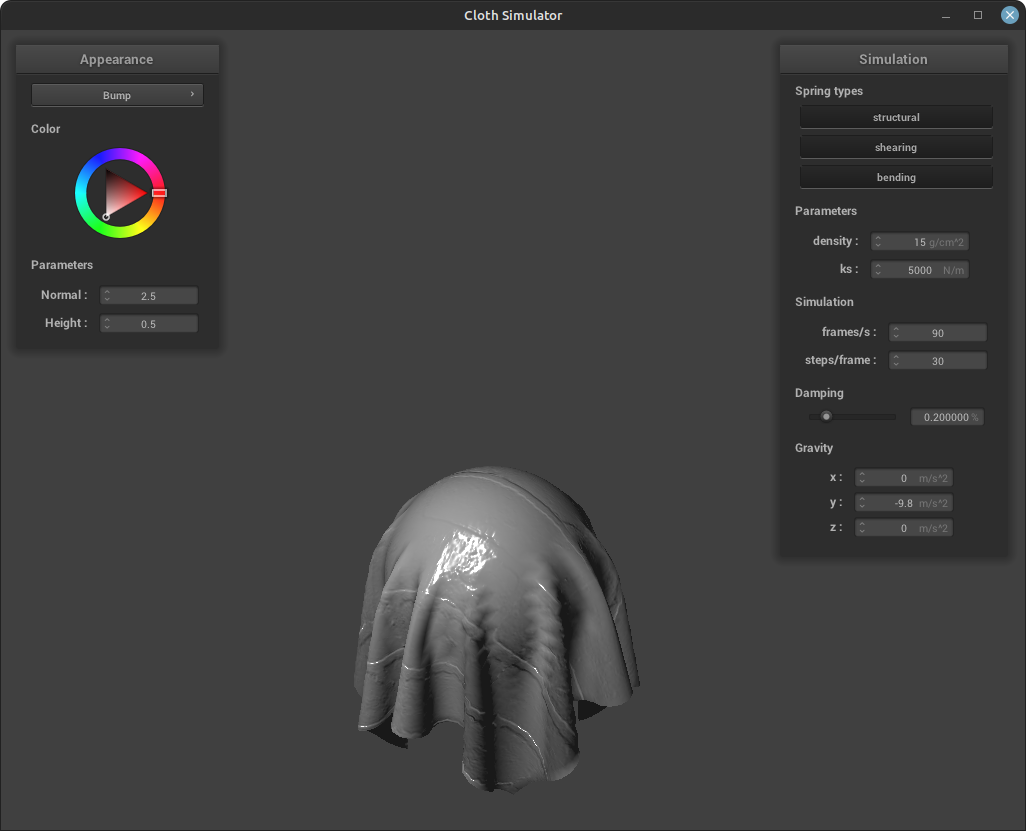 Cloth Simulator
Appearance
Bump
Color
Parameters
Normal : 2.5
Height : 0.5
Simulation
Spring types
structural
shearing
bending
Parameters
density : 15 g/cm^2
ks : 5000 N/m
Simulation
frames/s : 90
steps/frame : 30
Damping
0.200000 %
Gravity
x : 0 m/s^2
y : -9.8 m/s^2
z : 0 m/s^2